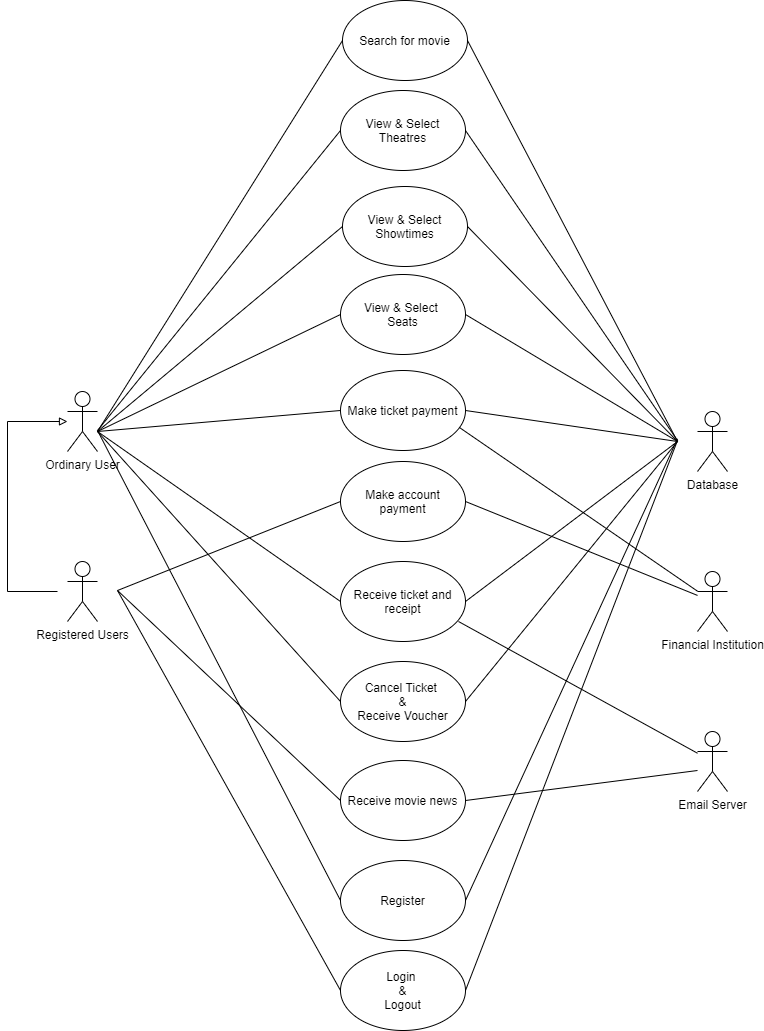 Search for movie
View & Select
Theatres
View & Select
Showtimes
View & Select
Seats
Make ticket payment
Ordinary User
Database
Make account
payment
Receive ticket and
receipt
Registered Users
Financial Institution
Cancel Ticket
&
Receive Voucher
Receive movie news
Email Server
Register
Login
&
Logout